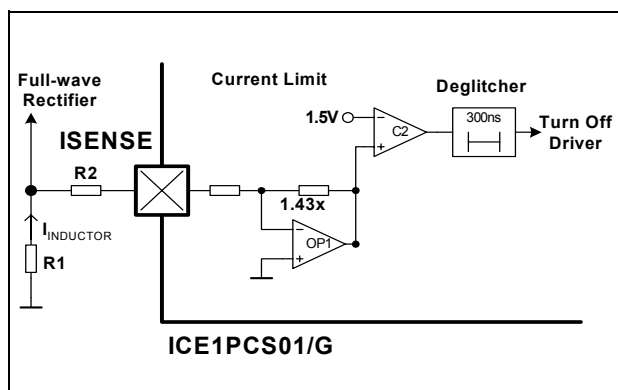 Full-wave
Rectifier
Current Limit
Deglitcher
1.5V
C2
300ns
Turn Off
Driver
ISENSE
R2
1.43x
OP1
IINDUCTOR
R1
ICE1PCS01/G